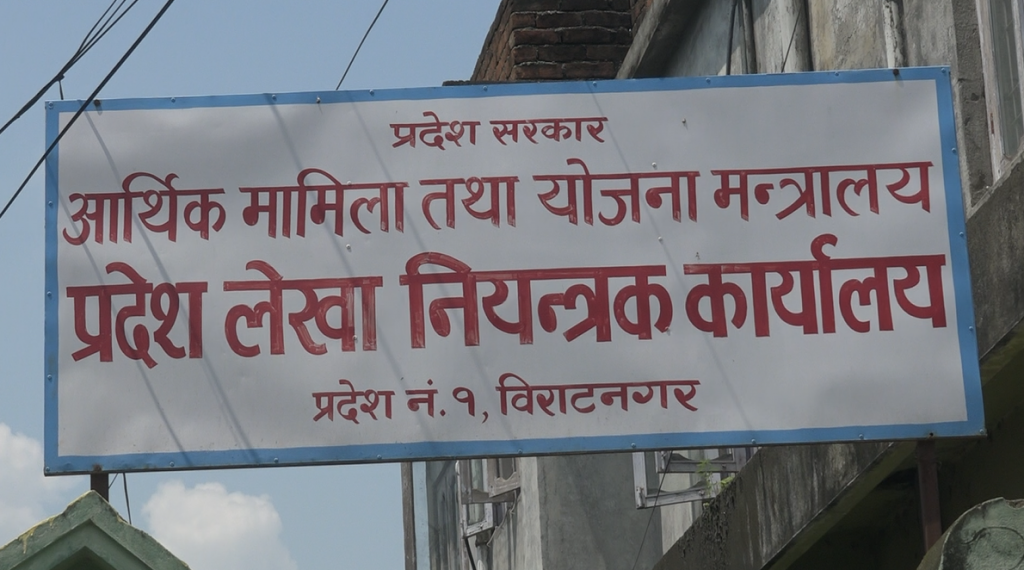 प्रदेश सरकार
आर्थिक मामिला तथा योजना मन्त्रालय
प्रदेश लेखा नियन्त्रक कार्यालय
प्रदेश नं. १, विराटनगर